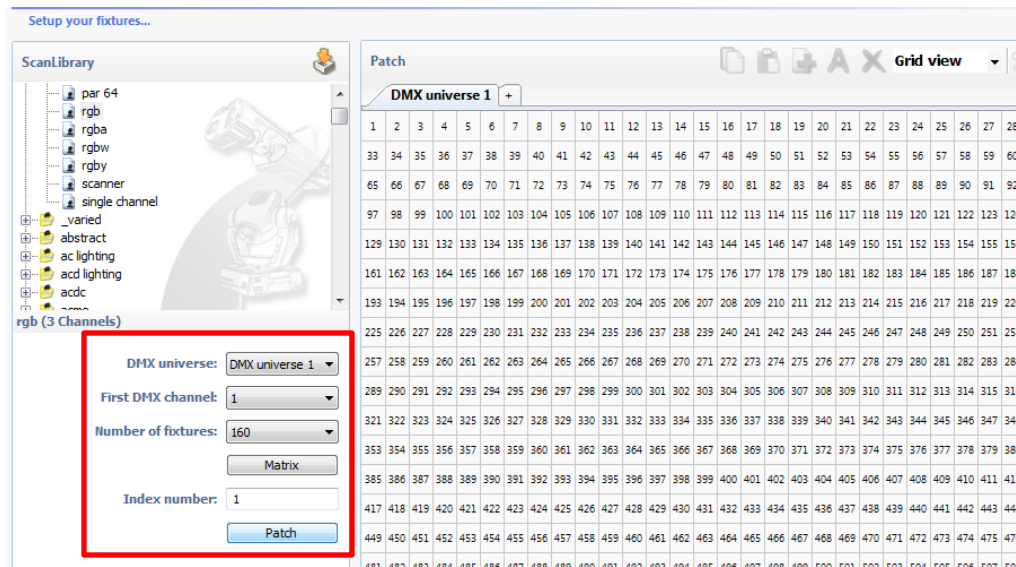 Setup your fixtures...
ScanLibrary
par 64
rgb
rgba
rgbw
rgby
scanner
single channel
_varied
abstract
ac lighting
acd lighting
acdc
rgb (3 Channels)
DMX universe: DMX universe 1
First DMX channel: 1
Number of fixtures: 160
Matrix
Index number: 1
Patch
Patch
Grid view
DMX universe 1 +
1 2 3 4 5 6 7 8 9 10 11 12 13 14 15 16 17 18 19 20 21 22 23 24 25 26 27
33 34 35 36 37 38 39 40 41 42 43 44 45 46 47 48 49 50 51 52 53 54 55 56 57 58 59
65 66 67 68 69 70 71 72 73 74 75 76 77 78 79 80 81 82 83 84 85 86 87 88 89 90 91
97 98 99 100 101 102 103 104 105 106 107 108 109 110 111 112 113 114 115 116 117 118 119 120 121 122 123
129 130 131 132 133 134 135 136 137 138 139 140 141 142 143 144 145 146 147 148 149 150 151 152 153 154 155
161 162 163 164 165 166 167 168 169 170 171 172 173 174 175 176 177 178 179 180 181 182 183 184 185 186 187
193 194 195 196 197 198 199 200 201 202 203 204 205 206 207 208 209 210 211 212 213 214 215 216 217 218 219
225 226 227 228 229 230 231 232 233 234 235 236 237 238 239 240 241 242 243 244 245 246 247 248 249 250 251
257 258 259 260 261 262 263 264 265 266 267 268 269 270 271 272 273 274 275 276 277 278 279 280 281 282 283
289 290 291 292 293 294 295 296 297 298 299 300 301 302 303 304 305 306 307 308 309 310 311 312 313 314 315
321 322 323 324 325 326 327 328 329 330 331 332 333 334 335 336 337 338 339 340 341 342 343 344 345 346 347
353 354 355 356 357 358 359 360 361 362 363 364 365 366 367 368 369 370 371 372 373 374 375 376 377 378 379
385 386 387 388 389 390 391 392 393 394 395 396 397 398 399 400 401 402 403 404 405 406 407 408 409 410 411
417 418 419 420 421 422 423 424 425 426 427 428 429 430 431 432 433 434 435 436 437 438 439 440 441 442 443
449 450 451 452 453 454 455 456 457 458 459 460 461 462 463 464 465 466 467 468 469 470 471 472 473 474 475